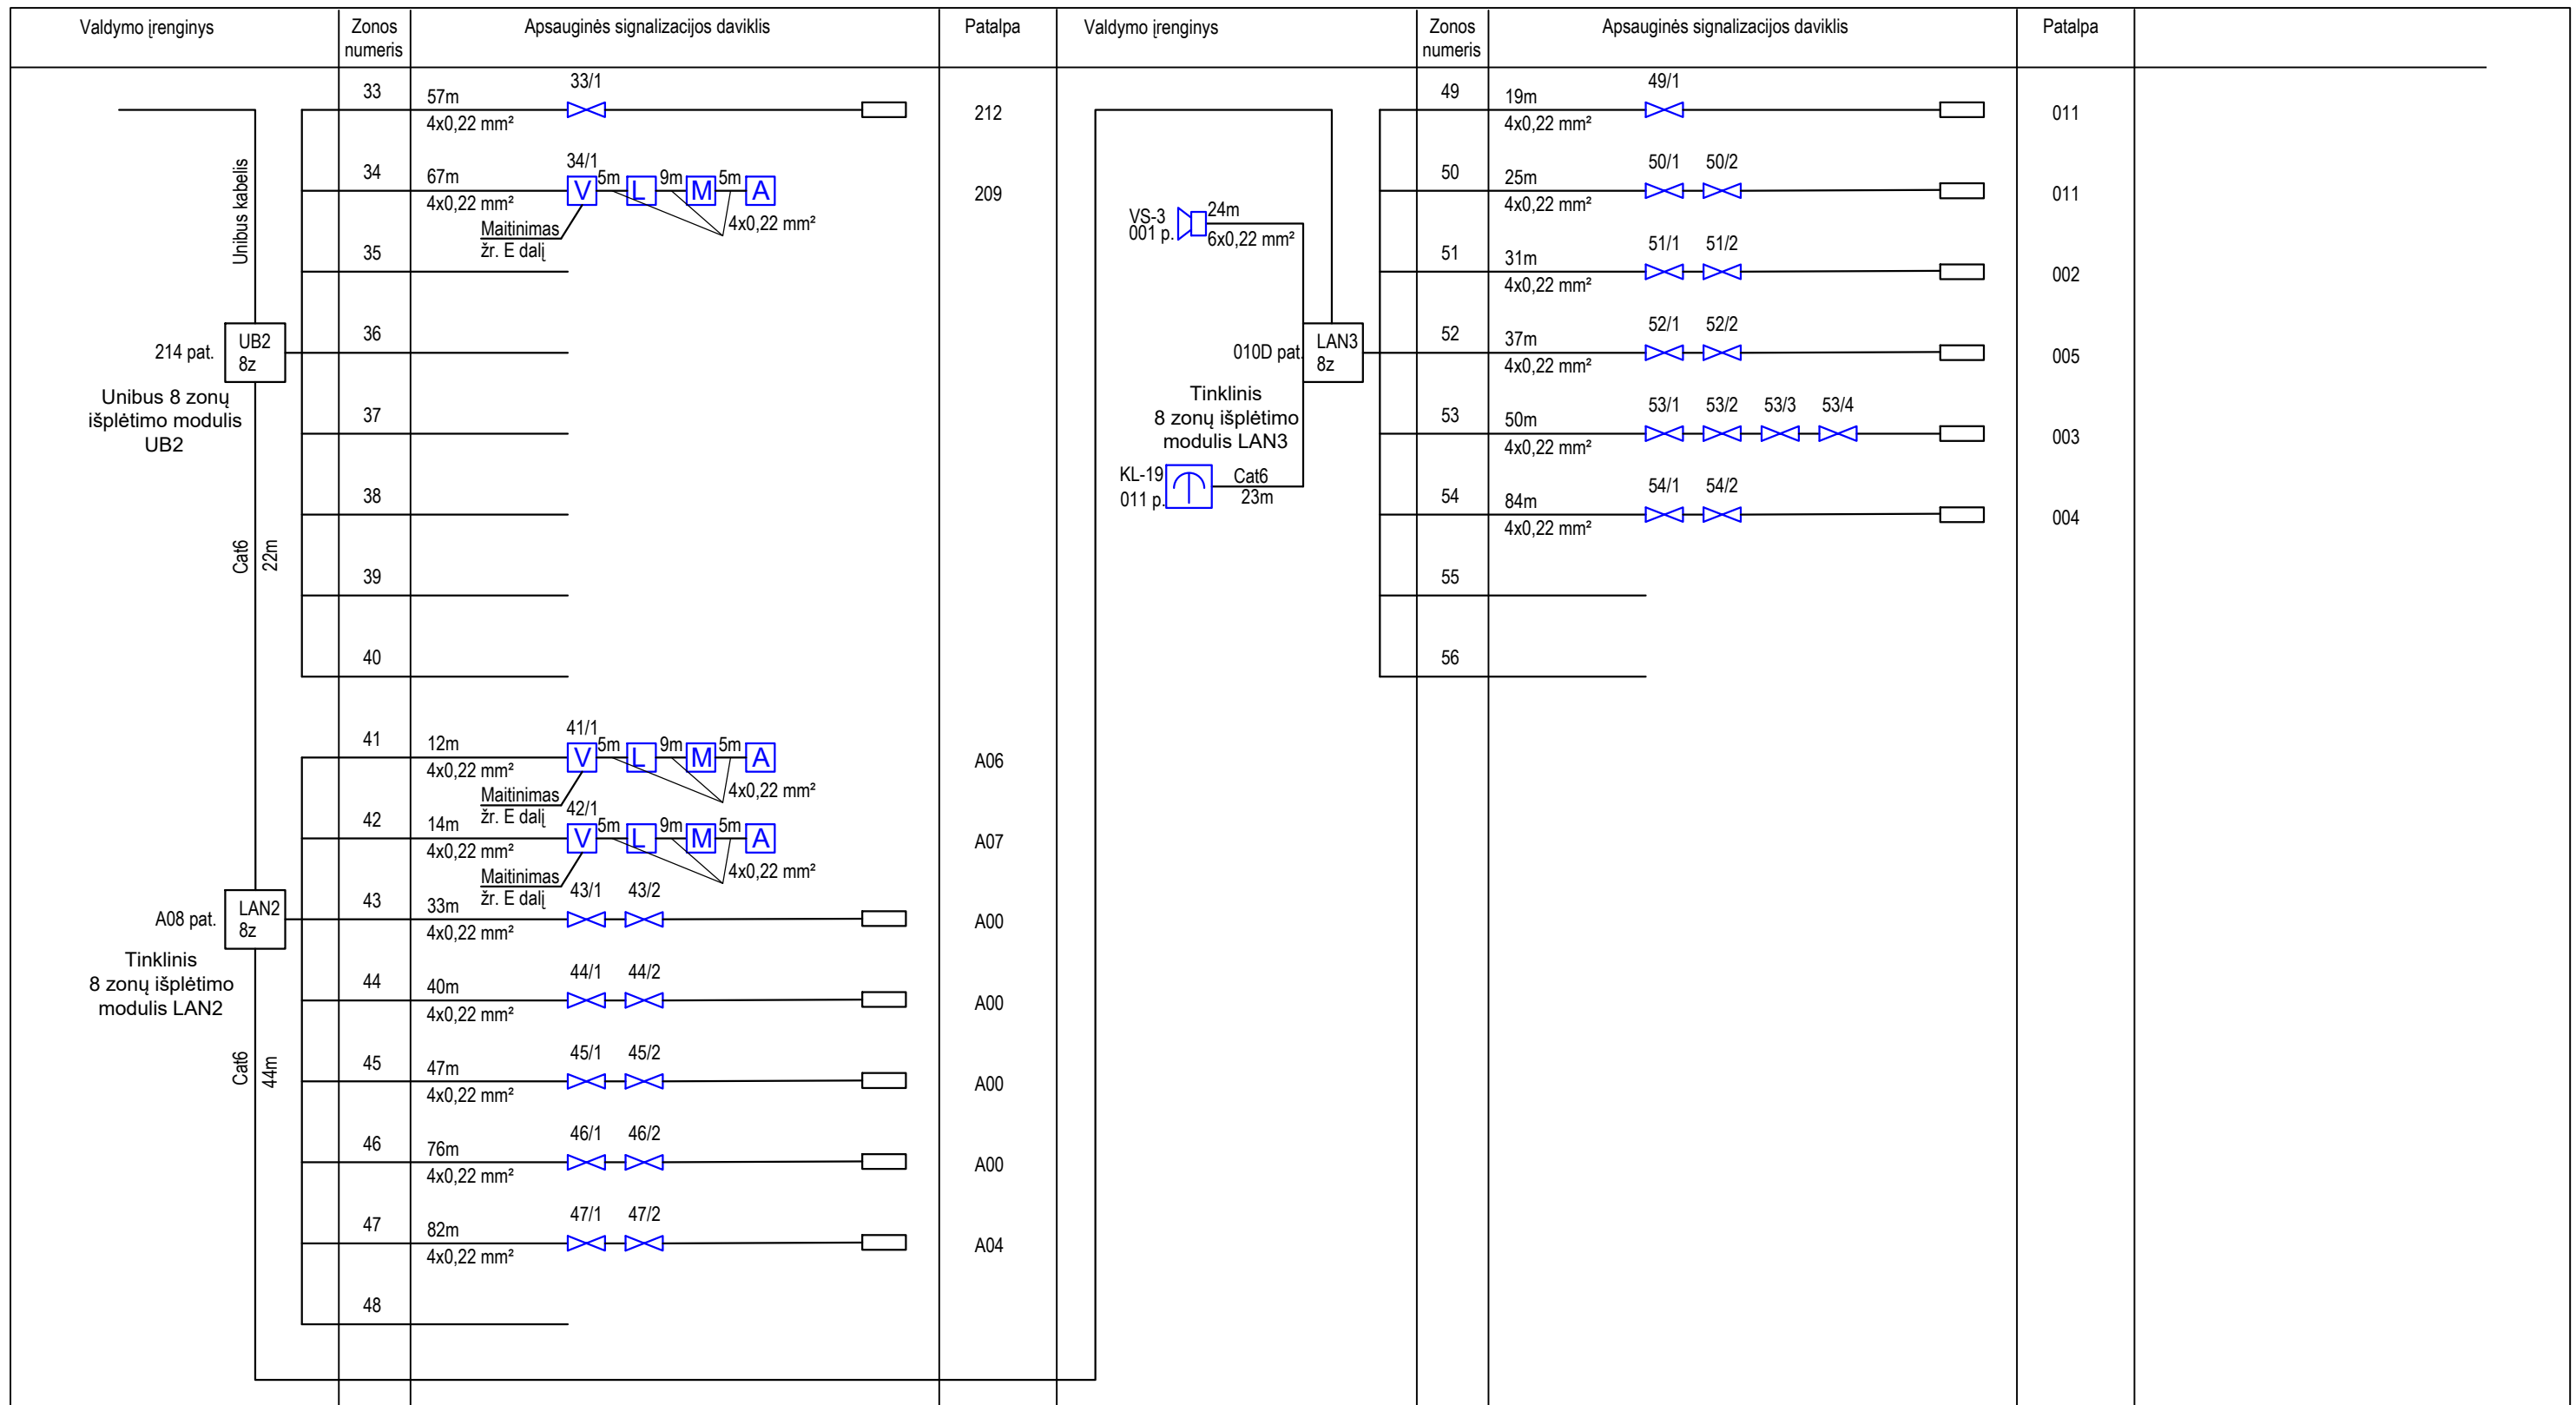 Valdymo įrenginys
Zonos
numeris
Apsauginės signalizacijos daviklis
Patalpa
Valdymo įrenginys
Zonos
numeris
Apsauginės signalizacijos daviklis
Patalpa
Unibus kabelis
214 pat.
UB2
8z
Unibus 8 zonų
išplėtimo modulis
UB2
Cat6
22m
33
57m
4x0,22 mm²
33/1
212
34
67m
4x0,22 mm²
34/1
V
5m
L
9m
M
5m
A
4x0,22 mm²
Maitinimas
žr. E dalį
209
35
36
37
38
39
40
A08 pat.
LAN2
8z
Tinklinis
8 zonų išplėtimo
modulis LAN2
Cat6
44m
41
12m
4x0,22 mm²
41/1
V
5m
L
9m
M
5m
A
4x0,22 mm²
Maitinimas
žr. E dalį
A06
42
14m
4x0,22 mm²
42/1
V
5m
L
9m
M
5m
A
4x0,22 mm²
Maitinimas
žr. E dalį
A07
43
33m
4x0,22 mm²
43/1
43/2
A00
44
40m
4x0,22 mm²
44/1
44/2
A00
45
47m
4x0,22 mm²
45/1
45/2
A00
46
76m
4x0,22 mm²
46/1
46/2
A00
47
82m
4x0,22 mm²
47/1
47/2
A04
48
VS-3
001 p.
24m
6x0,22 mm²
010D pat.
LAN3
8z
Tinklinis
8 zonų išplėtimo
modulis LAN3
KL-19
011 p.
Cat6
23m
49
19m
4x0,22 mm²
49/1
011
50
25m
4x0,22 mm²
50/1
50/2
011
51
31m
4x0,22 mm²
51/1
51/2
002
52
37m
4x0,22 mm²
52/1
52/2
005
53
50m
4x0,22 mm²
53/1
53/2
53/3
53/4
003
54
84m
4x0,22 mm²
54/1
54/2
004
55
56